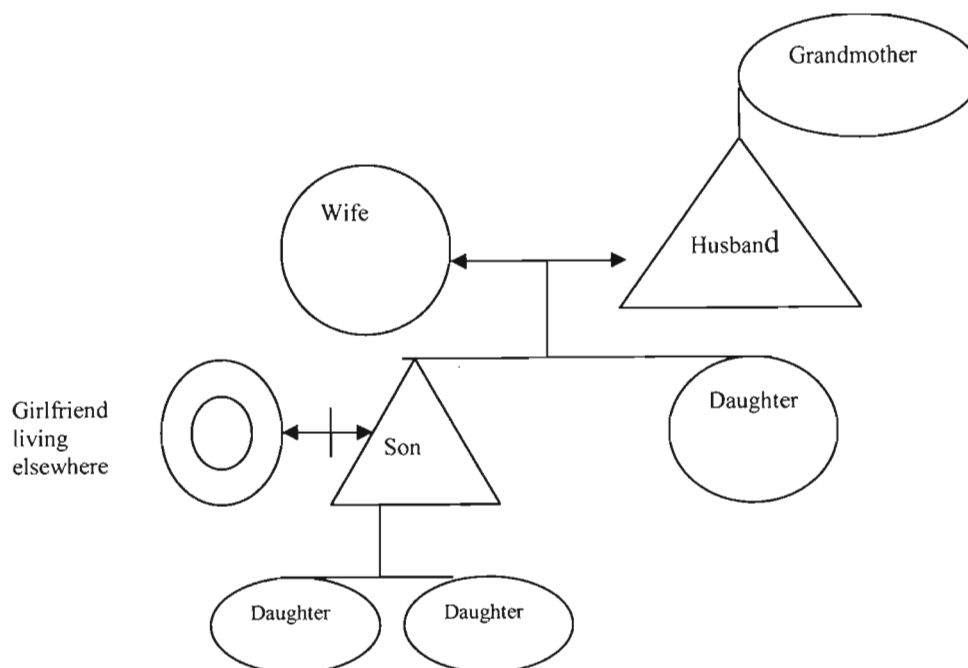 Grandmother
Wife
Husband
Daughter
Girlfriend
living
elsewhere
Son
Daughter
Daughter